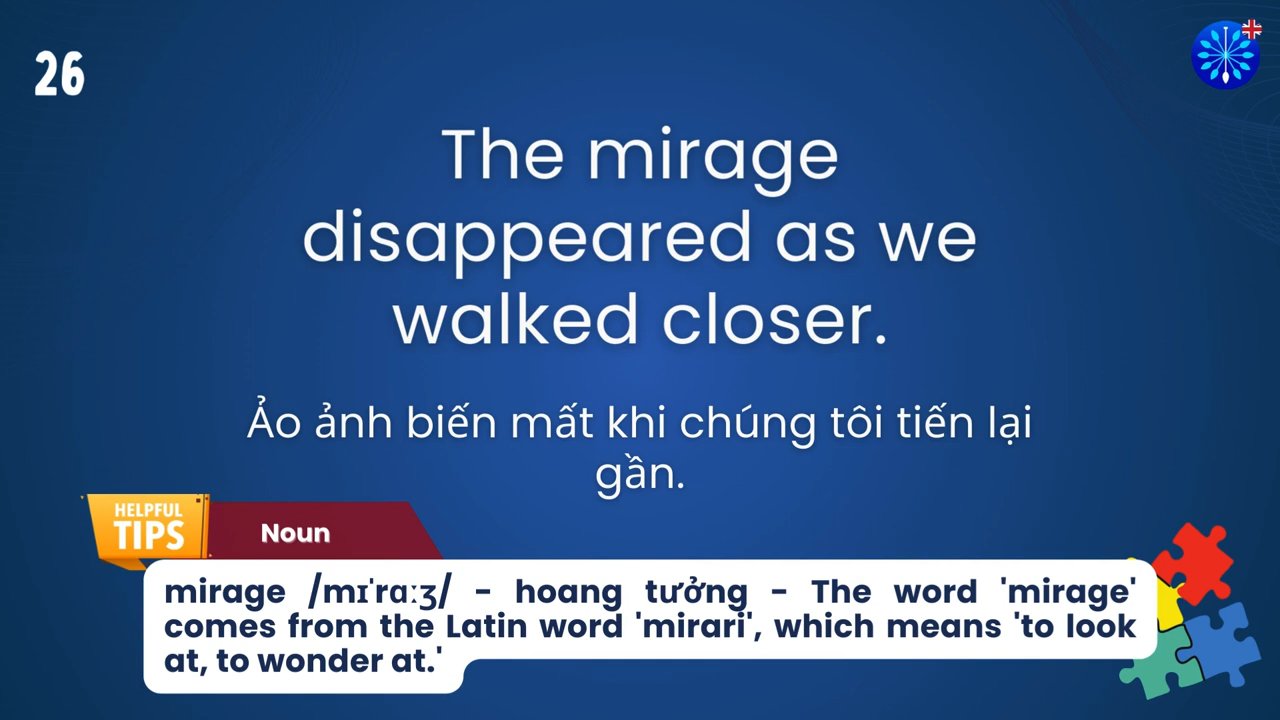 26
The mirage
disappeared as we
walked closer.
Ảo ảnh biến mất khi chúng tôi tiến lại
gần.
HELPFUL
TIPS
Noun
mirage /mɪˈrɑːʒ/ - hoang tưởng - The word 'mirage'
comes from the Latin word 'mirari', which means 'to look
at, to wonder at.'